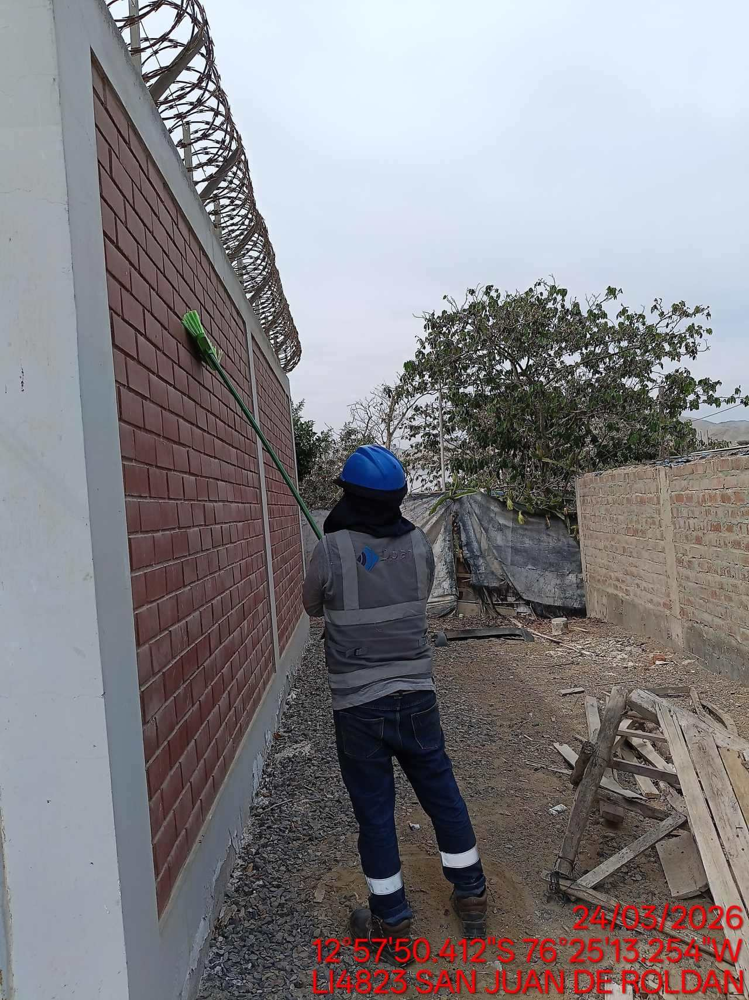 24/03/2026
12°57'50.412"S 76°25'13.254"W
LI4823 SAN JUAN DE ROLDAN